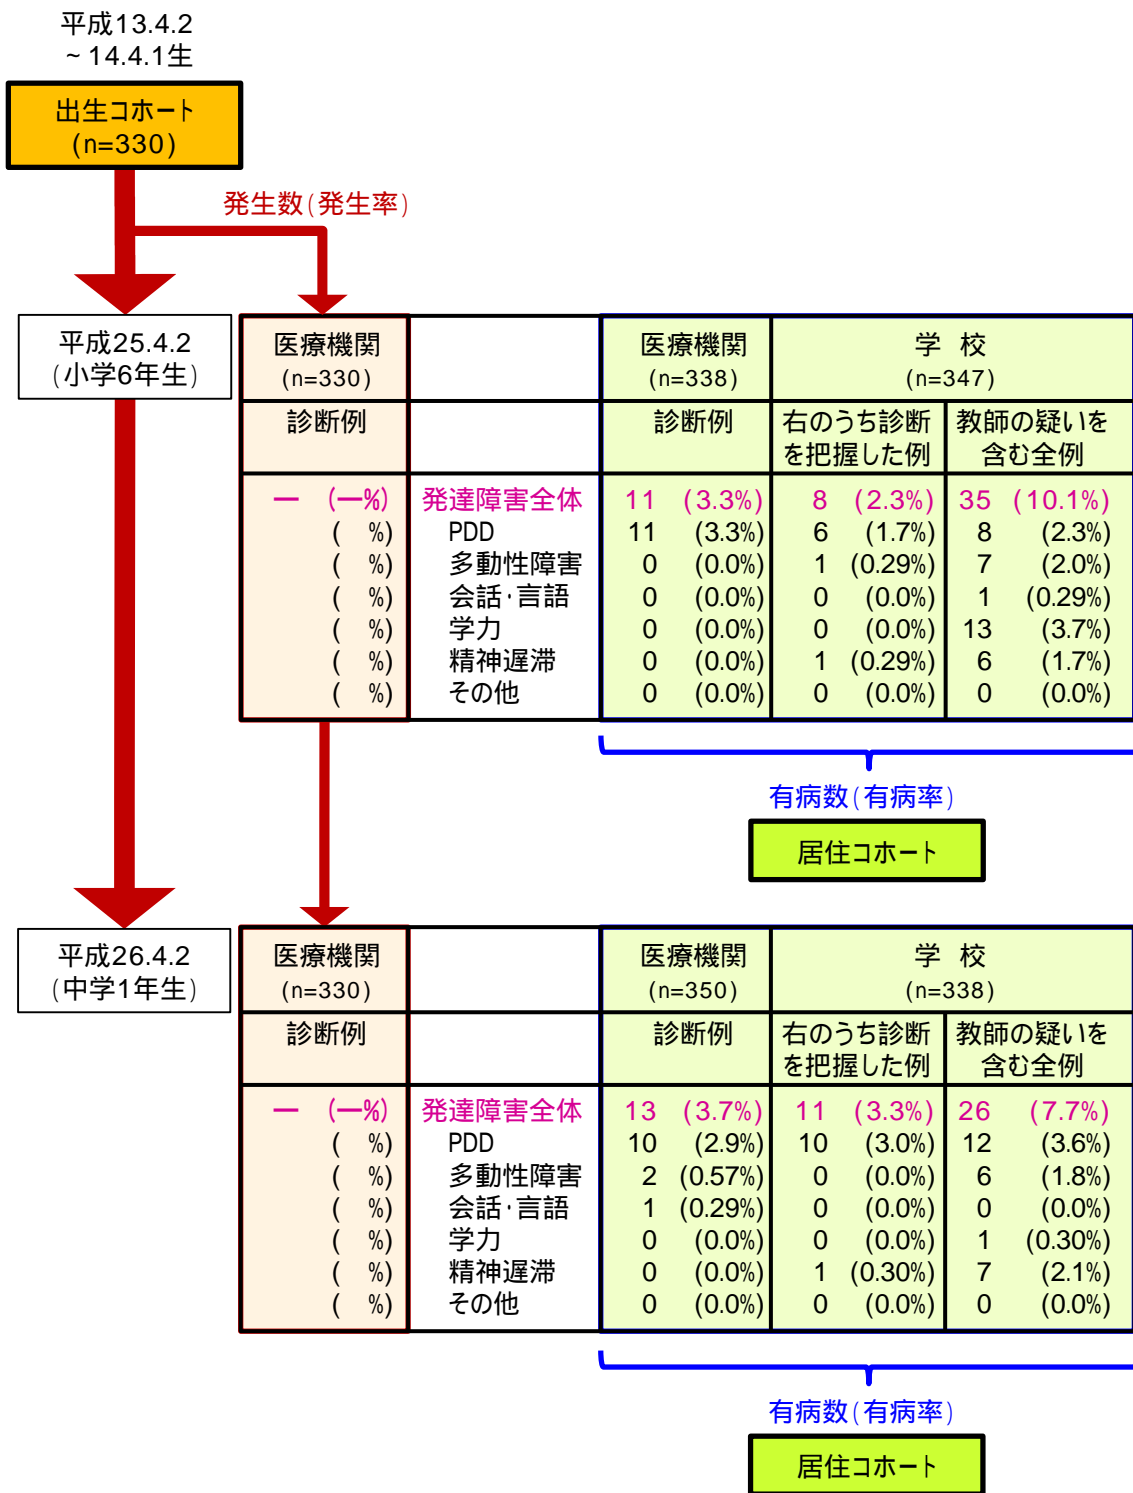 平成13.4.2
~ 14.4.1生
出生コホート
(n=330)
発生数(発生率)
平成25.4.2
(小学6年生)
医療機関 医療機関 学 校
(n=330) (n=338) (n=347)
診断例 診断例 右のうち診断 教師の疑いを
を把握した例 含む全例
ー (ー%) 発達障害全体 11 (3.3%) 8 (2.3%) 35 (10.1%)
( %) PDD 11 (3.3%) 6 (1.7%) 8 (2.3%)
( %) 多動性障害 0 (0.0%) 1 (0.29%) 7 (2.0%)
( %) 会話・言語 0 (0.0%) 0 (0.0%) 1 (0.29%)
( %) 学力 0 (0.0%) 0 (0.0%) 13 (3.7%)
( %) 精神遅滞 0 (0.0%) 1 (0.29%) 6 (1.7%)
( %) その他 0 (0.0%) 0 (0.0%) 0 (0.0%)
有病数(有病率)
居住コホート
平成26.4.2
(中学1年生)
医療機関 医療機関 学 校
(n=330) (n=350) (n=338)
診断例 診断例 右のうち診断 教師の疑いを
を把握した例 含む全例
ー (ー%) 発達障害全体 13 (3.7%) 11 (3.3%) 26 (7.7%)
( %) PDD 10 (2.9%) 10 (3.0%) 12 (3.6%)
( %) 多動性障害 2 (0.57%) 0 (0.0%) 6 (1.8%)
( %) 会話・言語 1 (0.29%) 0 (0.0%) 0 (0.0%)
( %) 学力 0 (0.0%) 0 (0.0%) 1 (0.30%)
( %) 精神遅滞 0 (0.0%) 1 (0.30%) 7 (2.1%)
( %) その他 0 (0.0%) 0 (0.0%) 0 (0.0%)
有病数(有病率)
居住コホート